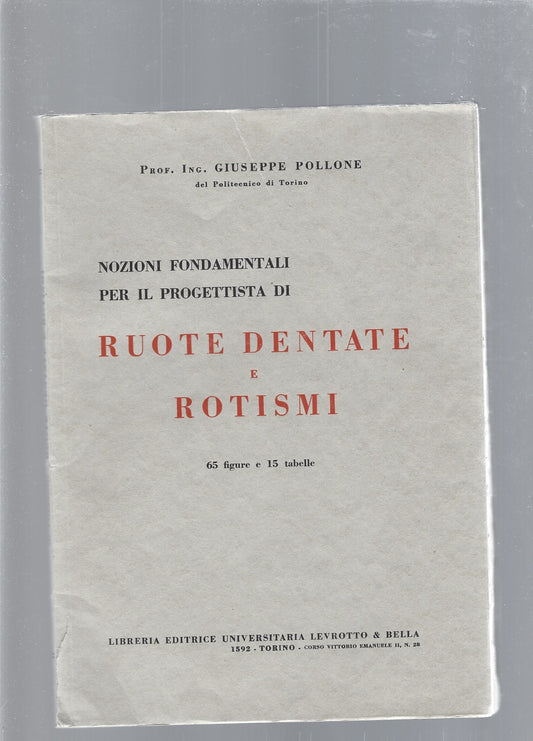 Prof. Ing. GIUSEPPE POLLONE
del Politecnico di Torino
NOZIONI FONDAMENTALI
PER IL PROGETTISTA DI
RUOTE DENTATE
E
ROTISMI
65 figure e 15 tabelle
LIBRERIA EDITRICE UNIVERSITARIA LEVROTTO & BELLA
1592 - TORINO - CORSO VITTORIO EMANUELE II, N. 28